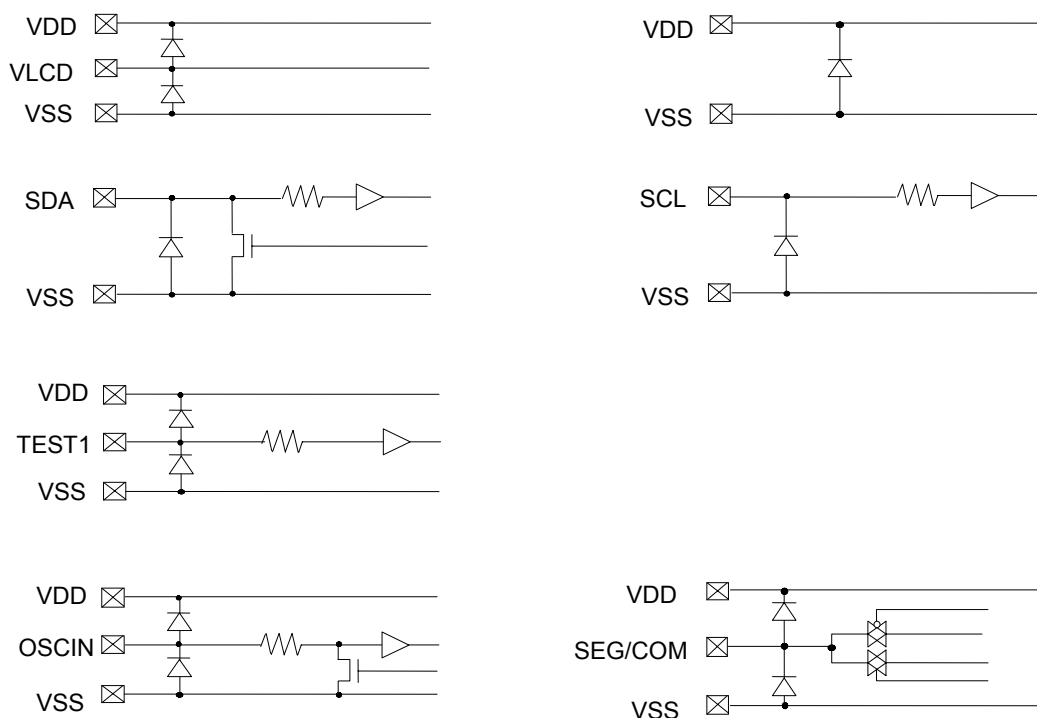 VDD
VLCD
VSS
VDD
VSS
SDA
VSS
SCL
VSS
VDD
TEST1
VSS
VDD
OSCIN
VSS
VDD
SEG/COM
VSS